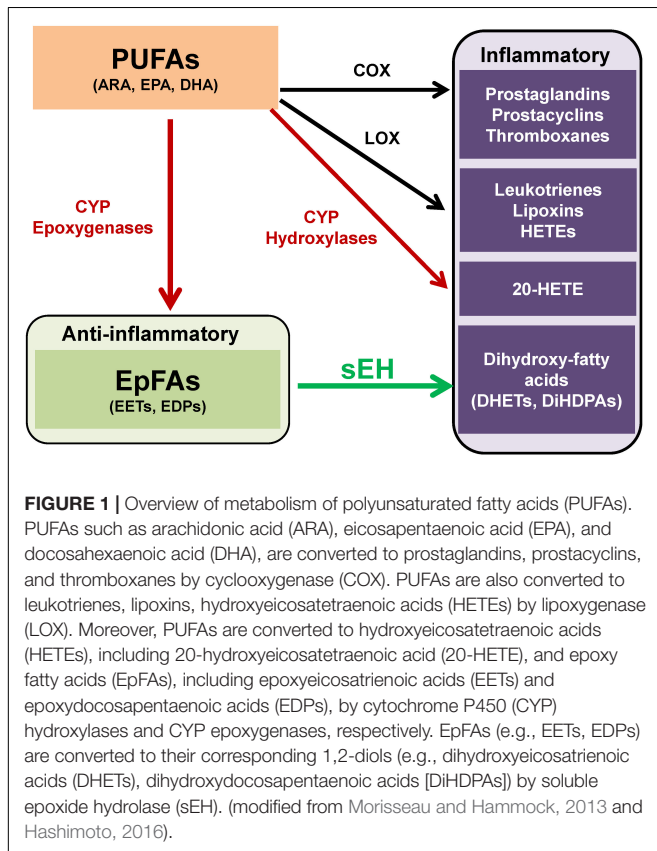 PUFAs
(ARA, EPA, DHA)
COX
LOX
CYP
Epoxygenases
CYP
Hydroxylases
Inflammatory
Prostaglandins
Prostacyclins
Thromboxanes
Leukotrienes
Lipoxins
HETEs
20-HETE
Dihydroxy-fatty
acids
(DHETs, DiHDPAs)
Anti-inflammatory
EpFAs
(EETs, EDPs)
sEH
FIGURE 1 | Overview of metabolism of polyunsaturated fatty acids (PUFAs).
PUFAs such as arachidonic acid (ARA), eicosapentaenoic acid (EPA), and
docosahexaenoic acid (DHA), are converted to prostaglandins, prostacyclins,
and thromboxanes by cyclooxygenase (COX). PUFAs are also converted to
leukotrienes, lipoxins, hydroxyeicosatetraenoic acids (HETEs) by lipoxygenase
(LOX). Moreover, PUFAs are converted to hydroxyeicosatetraenoic acids
(HETEs), including 20-hydroxyeicosatetraenoic acid (20-HETE), and epoxy
fatty acids (EpFAs), including epoxyeicosatrienoic acids (EETs) and
epoxydocosapentaenoic acids (EDPs), by cytochrome P450 (CYP)
hydroxylases and CYP epoxygenases, respectively. EpFAs (e.g., EETs, EDPs)
are converted to their corresponding 1,2-diols (e.g., dihydroxyeicosatrienoic
acids (DHETs), dihydroxydocosapentaenoic acids [DiHDPAs]) by soluble
epoxide hydrolase (sEH). (modified from Morisseau and Hammock, 2013 and
Hashimoto, 2016).